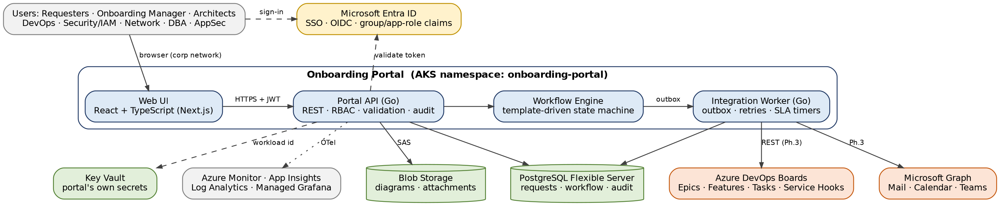 Users: Requesters · Onboarding Manager · Architects
DevOps · Security/IAM · Network · DBA · AppSec
sign-in
Microsoft Entra ID
SSO · OIDC · group/app-role claims
browser (corp network)
validate token
Onboarding Portal (AKS namespace: onboarding-portal)
Web UI
React + TypeScript (Next.js)
HTTPS + JWT
Portal API (Go)
REST · RBAC · validation · audit
Workflow Engine
template-driven state machine
outbox
Integration Worker (Go)
outbox · retries · SLA timers
workload id
OTel
SAS
REST (Ph.3)
Ph.3
Key Vault
portal's own secrets
Azure Monitor · App Insights
Log Analytics · Managed Grafana
Blob Storage
diagrams · attachments
PostgreSQL Flexible Server
requests · workflow · audit
Azure DevOps Boards
Epics · Features · Tasks · Service Hooks
Microsoft Graph
Mail · Calendar · Teams